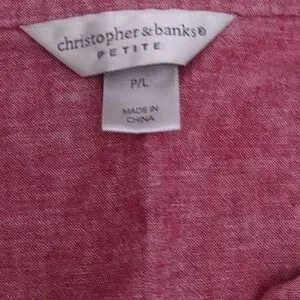 christopher & banks®
PETITE
P/L
MADE IN
CHINA